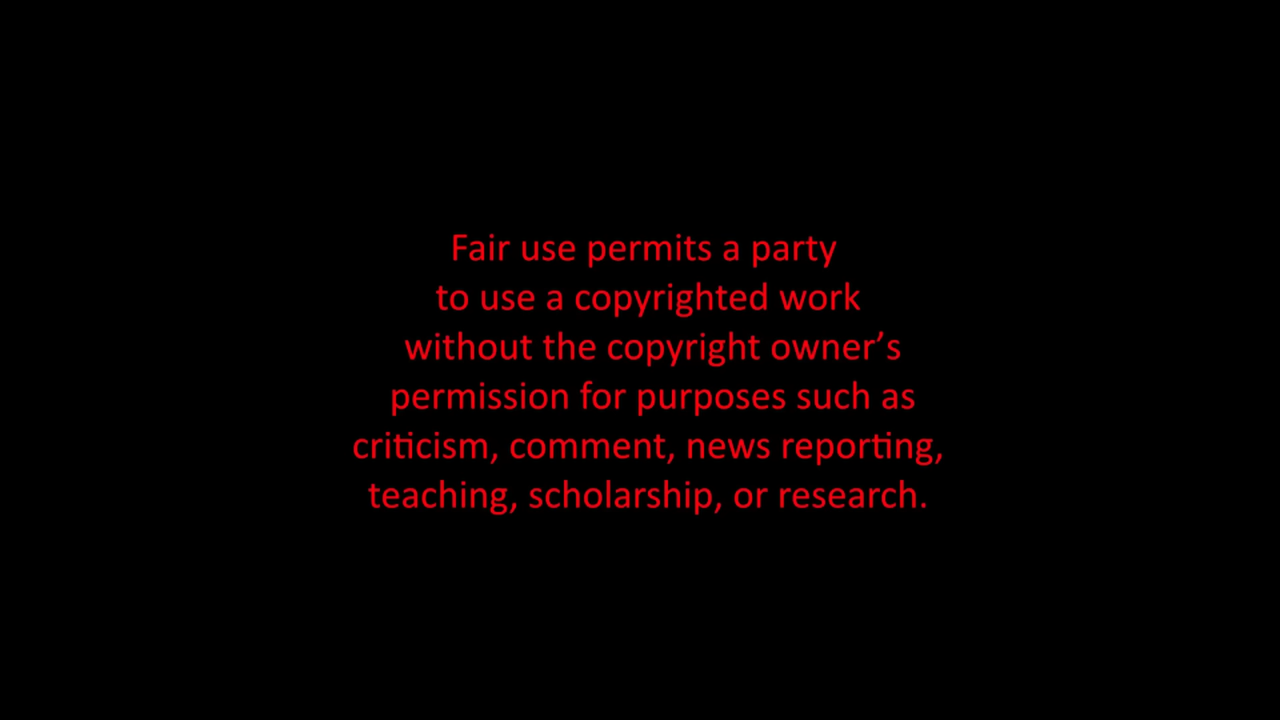 Fair use permits a party
to use a copyrighted work
without the copyright owner’s
permission for purposes such as
criticism, comment, news reporting,
teaching, scholarship, or research.